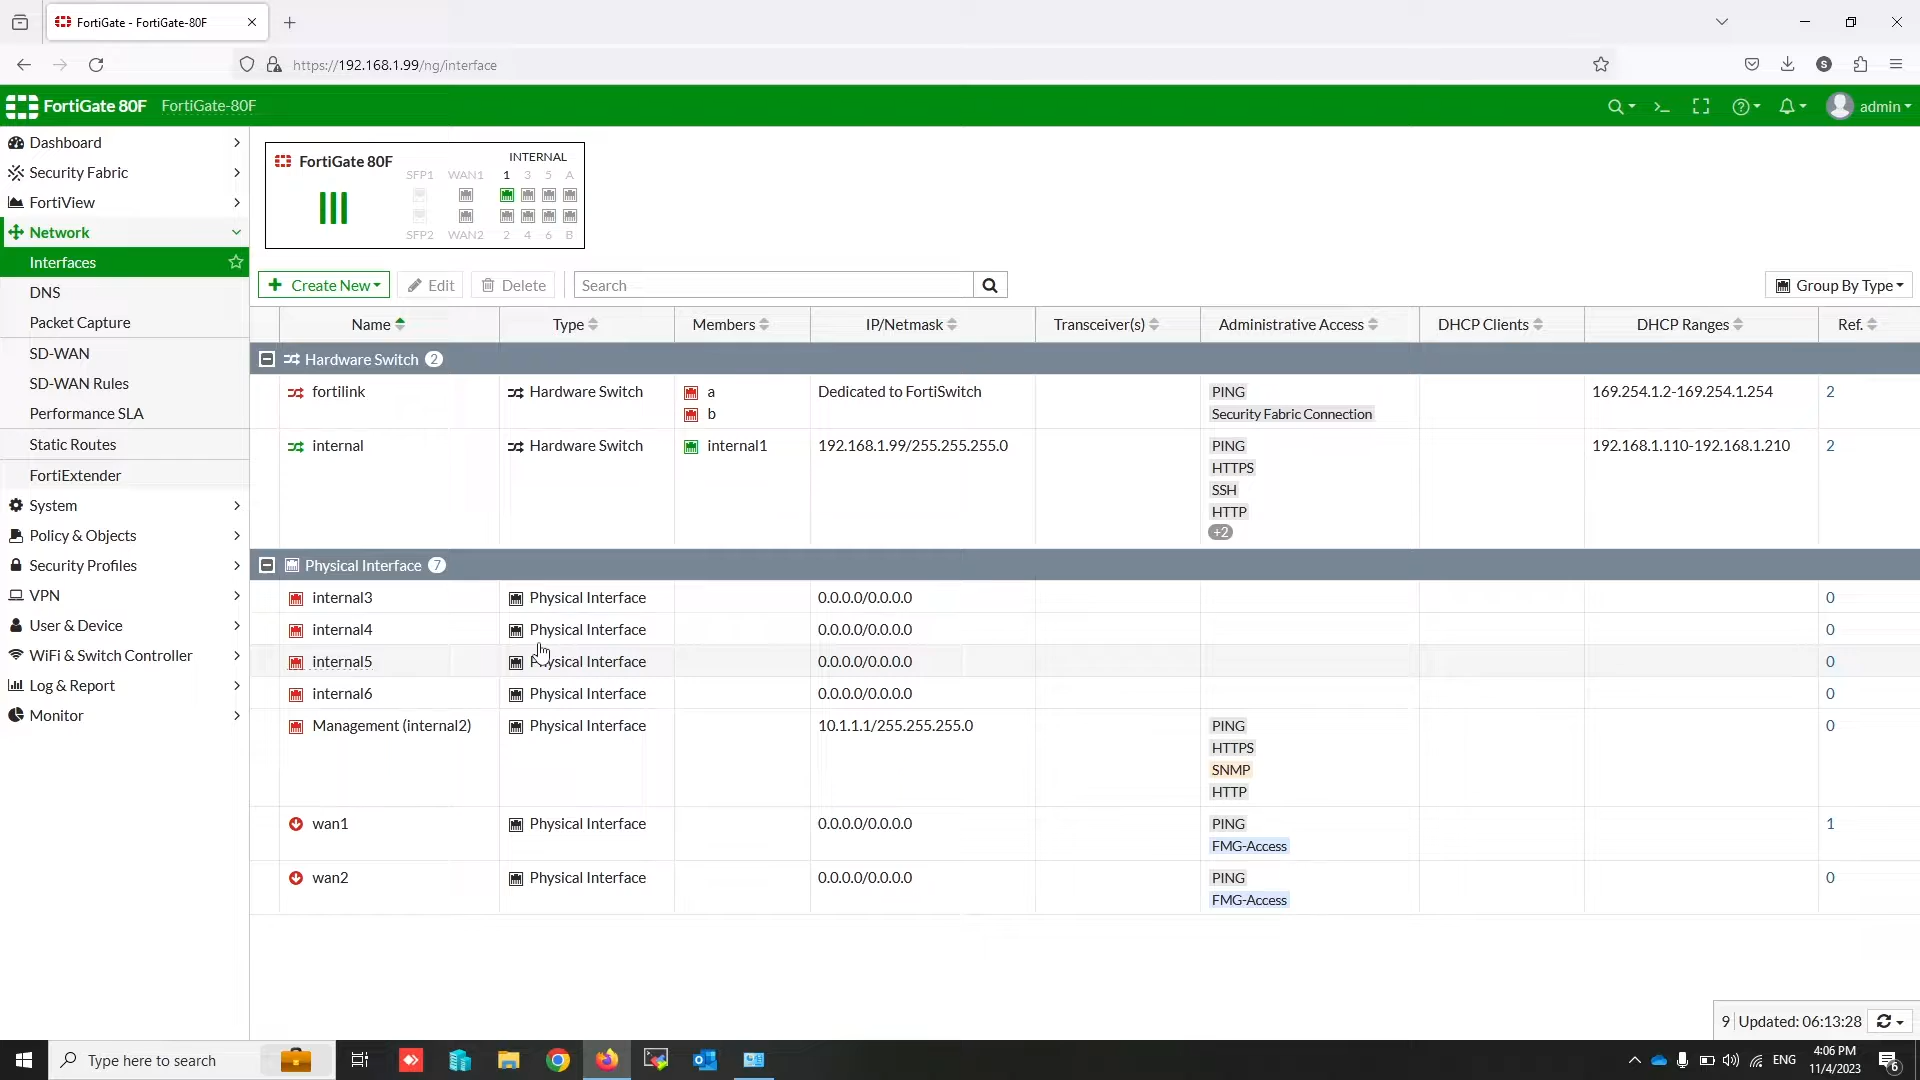 FortiGate - FortiGate-80F
https://192.168.1.99/ng/interface
S
FortiGate 80F FortiGate-80F
admin
Dashboard
Security Fabric
FortiView
Network
Interfaces
DNS
Packet Capture
SD-WAN
SD-WAN Rules
Performance SLA
Static Routes
FortiExtender
System
Policy & Objects
Security Profiles
VPN
User & Device
WiFi & Switch Controller
Log & Report
Monitor
FortiGate 80F
INTERNAL
SFP1 WAN1 1 3 5 A
SFP2 WAN2 2 4 6 B
Create New Edit Delete Search Group By Type
Name Type Members IP/Netmask Transceiver(s) Administrative Access DHCP Clients DHCP Ranges Ref.
Hardware Switch 2
fortilink Hardware Switch a Dedicated to FortiSwitch PING 169.254.1.2-169.254.1.254 2
b Security Fabric Connection
internal Hardware Switch internal1 192.168.1.99/255.255.255.0 PING 192.168.1.110-192.168.1.210 2
HTTPS
SSH
HTTP
+2
Physical Interface 7
internal3 Physical Interface 0.0.0.0/0.0.0.0 0
internal4 Physical Interface 0.0.0.0/0.0.0.0 0
internal5 Physical Interface 0.0.0.0/0.0.0.0 0
internal6 Physical Interface 0.0.0.0/0.0.0.0 0
Management (internal2) Physical Interface 10.1.1.1/255.255.255.0 PING 0
HTTPS
SNMP
HTTP
wan1 Physical Interface 0.0.0.0/0.0.0.0 PING 1
FMG-Access
wan2 Physical Interface 0.0.0.0/0.0.0.0 PING 0
FMG-Access
9 Updated: 06:13:28
Type here to search
ENG
4:06 PM
11/4/2023
6